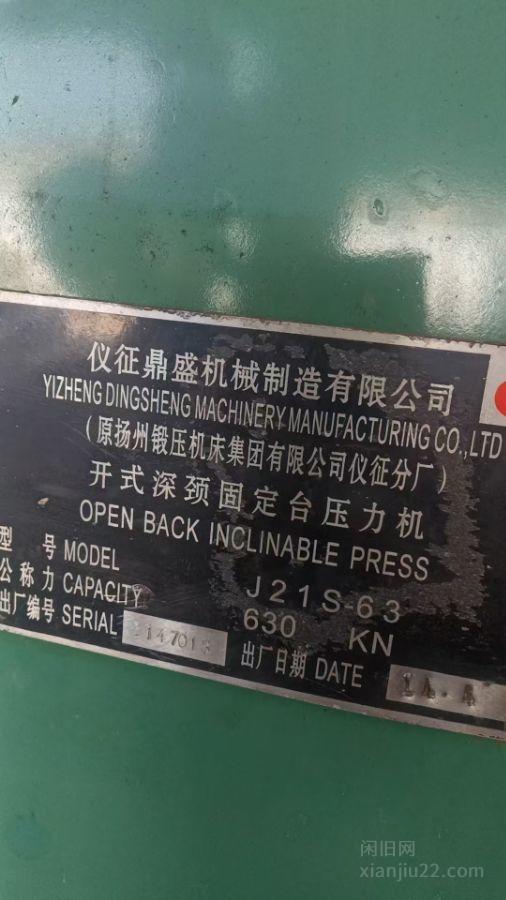 仪征鼎盛机械制造有限公司
YIZHENG DINGSHENG MACHINERY MANUFACTURING CO.,LTD
(原扬州锻压机床集团有限公司仪征分厂)
开式深颈固定台压力机
OPEN BACK INCLINABLE PRESS
型 号 MODEL J21S-63
公称力 CAPACITY 630 KN
出厂编号 SERIAL 出厂日期 DATE 14.4
闲旧网
xianjiu22.com